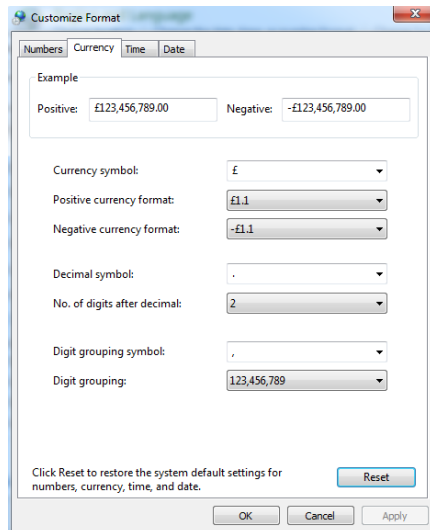 Customize Format
Numbers Currency Time Date
Example
Positive: £123,456,789.00 Negative: -£123,456,789.00
Currency symbol: £
Positive currency format: £1.1
Negative currency format: -£1.1
Decimal symbol: .
No. of digits after decimal: 2
Digit grouping symbol: ,
Digit grouping: 123,456,789
Click Reset to restore the system default settings for
numbers, currency, time, and date.
Reset
OK Cancel Apply